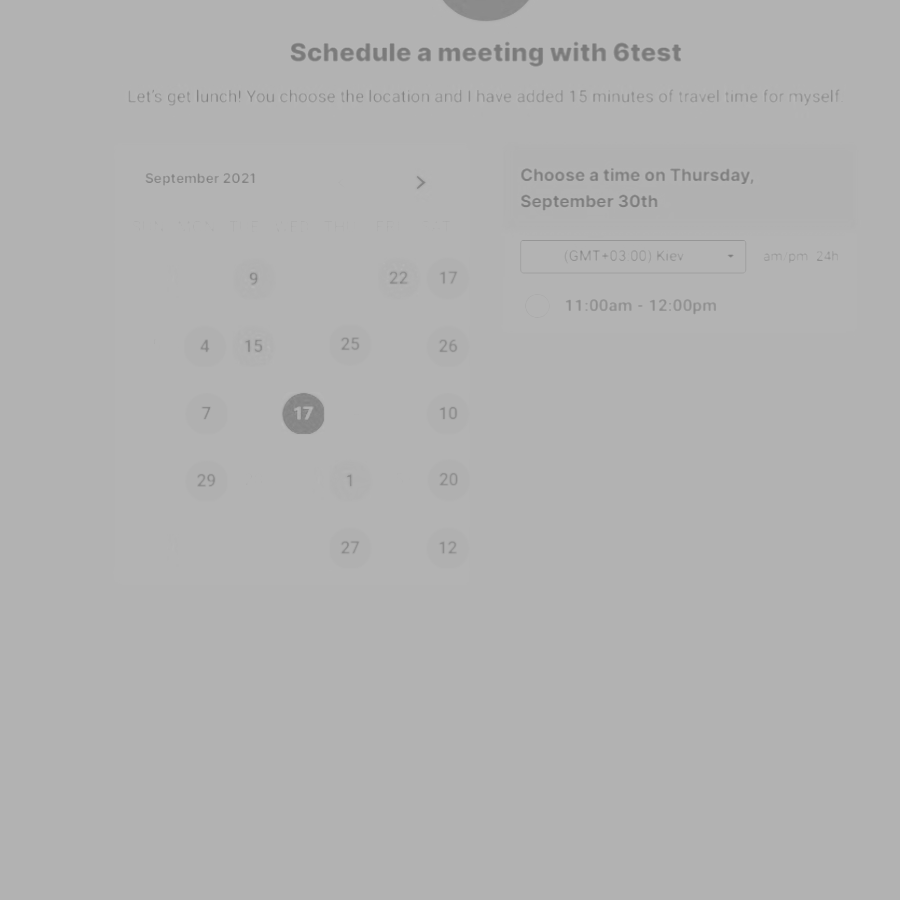 Schedule a meeting with 6test
Let's get lunch! You choose the location and I have added 15 minutes of travel time for myself.
September 2021
9 22 17
4 15 25 26
7 17 10
29 1 20
27 12
Choose a time on Thursday,
September 30th
(GMT+03:00) Kiev
am/pm 24h
11:00am - 12:00pm